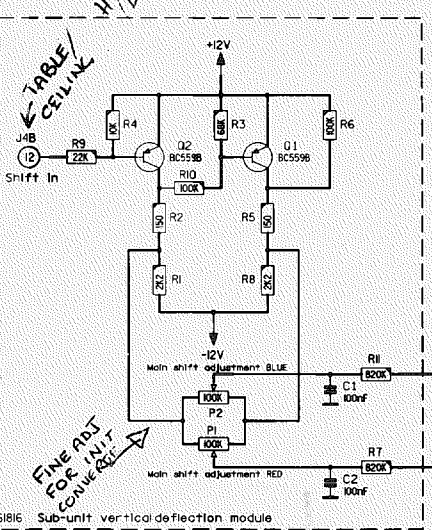 TABLE/
CEILING
+12V
J4B
12
Shift in
R9
22K
R4
10K
Q2
BC559B
R10
100K
R3
68K
Q1
BC559B
R6
100K
R2
150
R5
150
R1
2K2
R8
2K2
-12V
Main shift adjustment BLUE
100K
P2
P1
100K
Main shift adjustment RED
R11
820K
C1
100nF
R7
820K
C2
100nF
FINE ADJ
FOR INIT
CONVERGE
51816 Sub-unit vertical deflection module